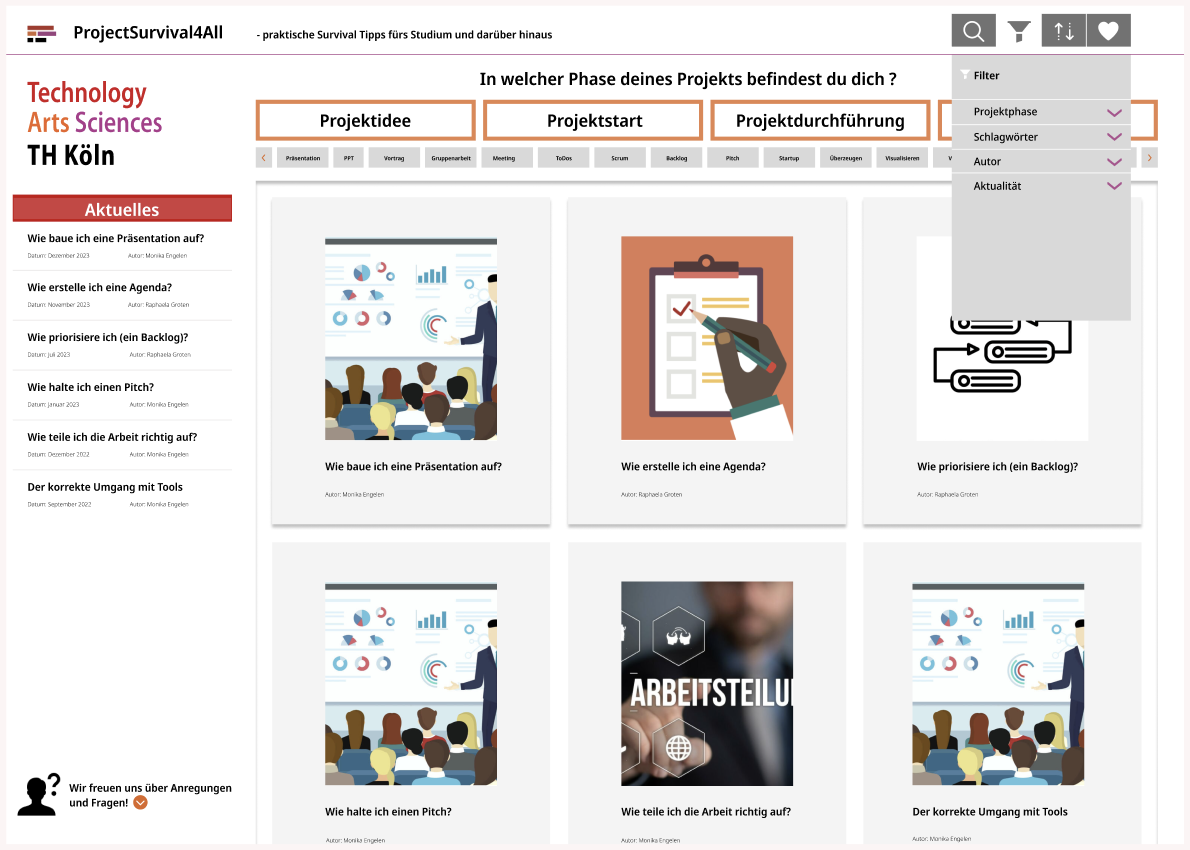 ProjectSurvival4All
- praktische Survival Tipps fürs Studium und darüber hinaus
Technology
Arts Sciences
TH Köln
Aktuelles
Wie baue ich eine Präsentation auf?
Datum: Dezember 2023 Autor: Monika Engelen
Wie erstelle ich eine Agenda?
Datum: November 2023 Autor: Raphaela Groten
Wie priorisiere ich (ein Backlog)?
Datum: Juli 2023 Autor: Raphaela Groten
Wie halte ich einen Pitch?
Datum: Januar 2023 Autor: Monika Engelen
Wie teile ich die Arbeit richtig auf?
Datum: Dezember 2022 Autor: Monika Engelen
Der korrekte Umgang mit Tools
Datum: September 2022 Autor: Monika Engelen
Wir freuen uns über Anregungen
und Fragen!
In welcher Phase deines Projekts befindest du dich ?
Projektidee Projektstart Projektdurchführung
Präsentation PPT Vortrag Gruppenarbeit Meeting ToDos Scrum Backlog Pitch Startup Überzeugen Visualisieren V
Filter
Projektphase
Schlagwörter
Autor
Aktualität
Wie baue ich eine Präsentation auf?
Autor: Monika Engelen
Wie erstelle ich eine Agenda?
Autor: Raphaela Groten
Wie priorisiere ich (ein Backlog)?
Autor: Raphaela Groten
ARBEITSTEILU
Wie halte ich einen Pitch?
Autor: Monika Engelen
Wie teile ich die Arbeit richtig auf?
Autor: Monika Engelen
Der korrekte Umgang mit Tools
Autor: Monika Engelen